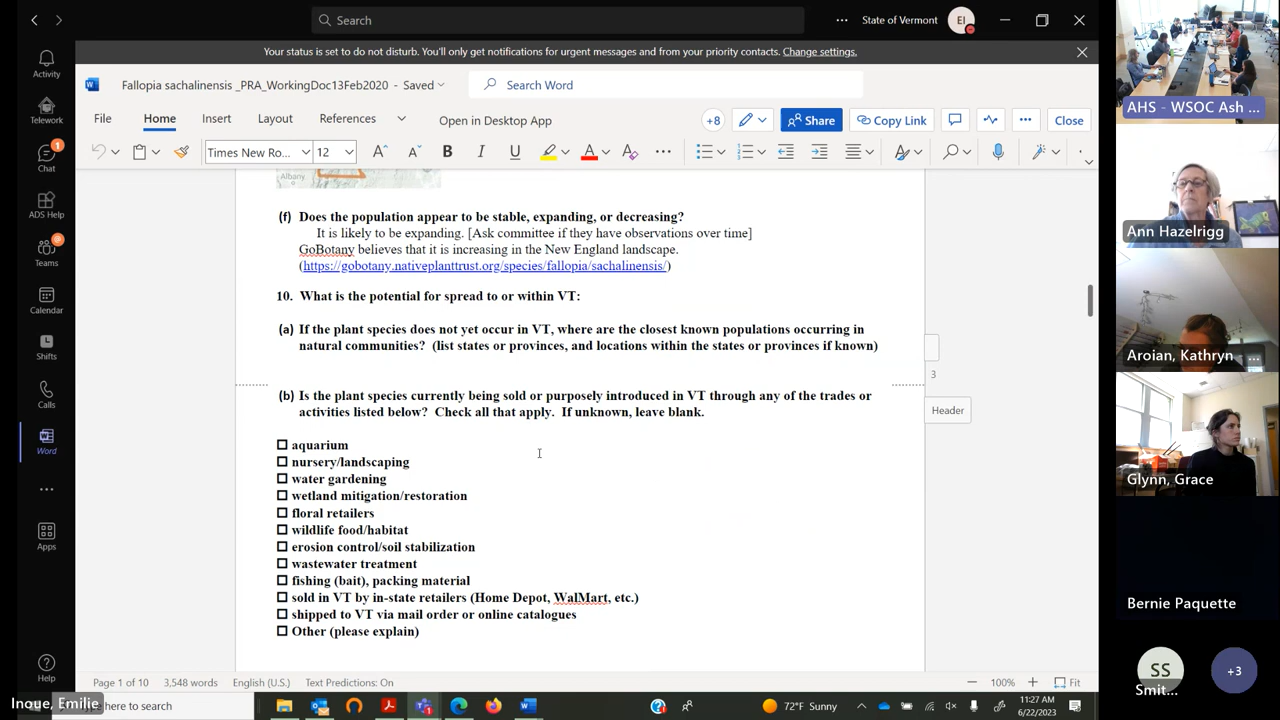 Search
State of Vermont
EI
Your status is set to do not disturb. You'll only get notifications for urgent messages and from your priority contacts. Change settings.
Activity
Telework
Chat
1
ADS Help
Teams
Calendar
Shifts
Calls
Word
Apps
Help
Fallopia sachalinensis _PRA_WorkingDoc13Feb2020 - Saved
Search Word
File
Home
Insert
Layout
References
Open in Desktop App
+8
Share
Copy Link
Close
Times New Ro...
12
Albany
(f) Does the population appear to be stable, expanding, or decreasing?
It is likely to be expanding. [Ask committee if they have observations over time]
GoBotany believes that it is increasing in the New England landscape.
(https://gobotany.nativeplanttrust.org/species/fallopia/sachalinensis/)
10. What is the potential for spread to or within VT:
(a) If the plant species does not yet occur in VT, where are the closest known populations occurring in
natural communities? (list states or provinces, and locations within the states or provinces if known)
3
Header
(b) Is the plant species currently being sold or purposely introduced in VT through any of the trades or
activities listed below? Check all that apply. If unknown, leave blank.
aquarium
nursery/landscaping
water gardening
wetland mitigation/restoration
floral retailers
wildlife food/habitat
erosion control/soil stabilization
wastewater treatment
fishing (bait), packing material
sold in VT by in-state retailers (Home Depot, WalMart, etc.)
shipped to VT via mail order or online catalogues
Other (please explain)
Page 1 of 10
3,548 words
English (U.S.)
Text Predictions: On
100%
Fit
Inoue, Emilie
here to search
72°F Sunny
11:27 AM
6/22/2023
AHS - WSOC Ash ...
Ann Hazelrigg
Aroian, Kathryn - ...
Glynn, Grace
Bernie Paquette
SS
Smit...
+3